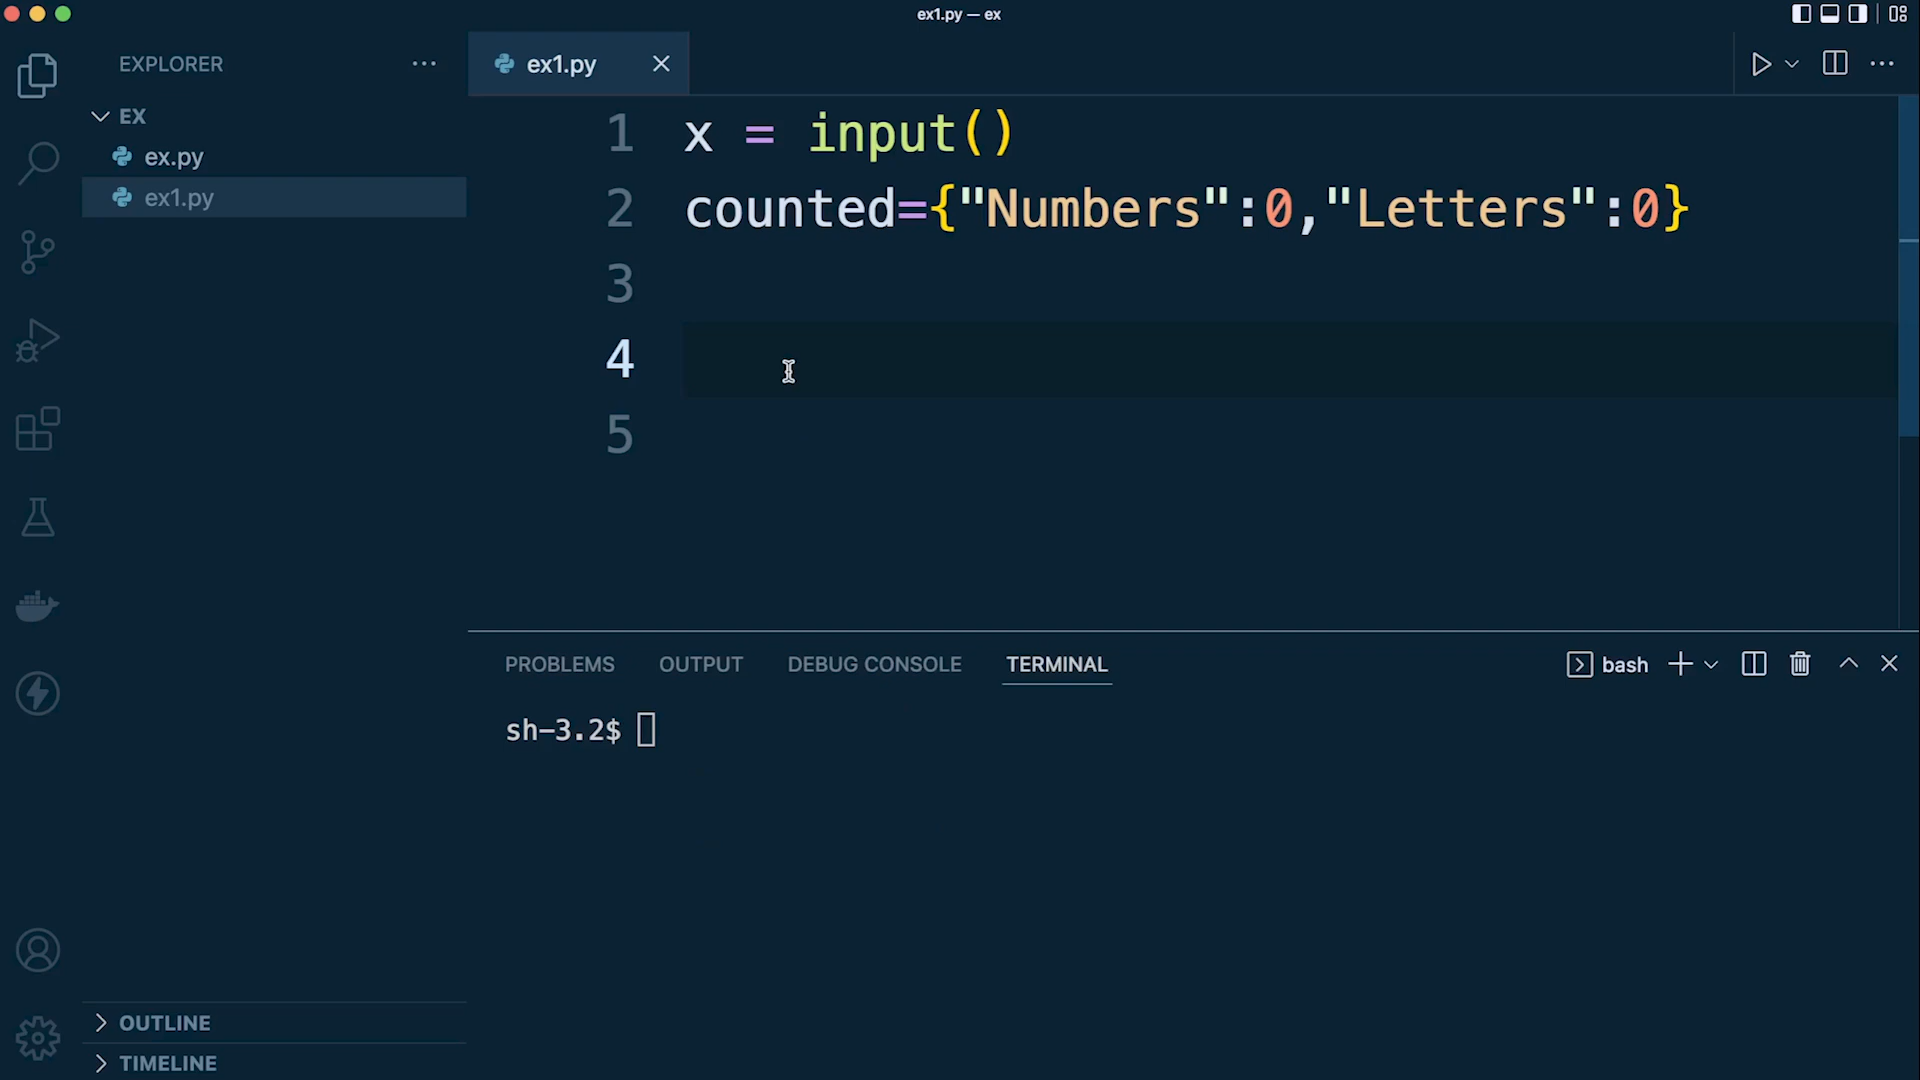 ex1.py — ex
EXPLORER
EX
ex.py
ex1.py
ex1.py
1 x = input()
2 counted={"Numbers":0,"Letters":0}
3
4
5
PROBLEMS OUTPUT DEBUG CONSOLE TERMINAL
bash
sh-3.2$
OUTLINE
TIMELINE